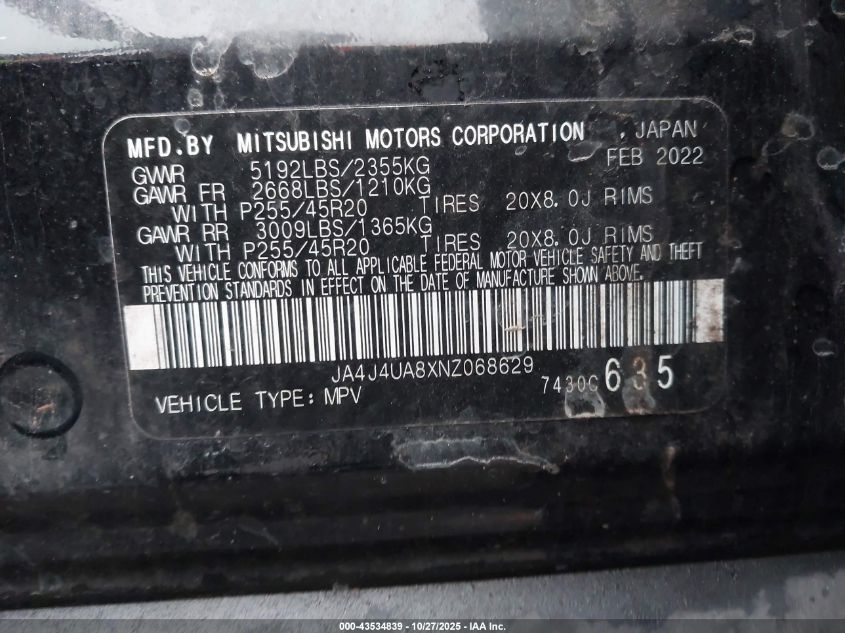 MFD.BY MITSUBISHI MOTORS CORPORATION , JAPAN
GVWR 5192LBS/2355KG FEB 2022
GAWR FR 2668LBS/1210KG
WITH P255/45R20 TIRES 20X8.0J RIMS
GAWR RR 3009LBS/1365KG
WITH P255/45R20 TIRES 20X8.0J RIMS
THIS VEHICLE CONFORMS TO ALL APPLICABLE FEDERAL MOTOR VEHICLE SAFETY AND THEFT
PREVENTION STANDARDS IN EFFECT ON THE DATE OF MANUFACTURE SHOWN ABOVE.
JA4J4UA8XNZ068629
7430C635
VEHICLE TYPE: MPV
000-43534839 - 10/27/2025 - IAA Inc.